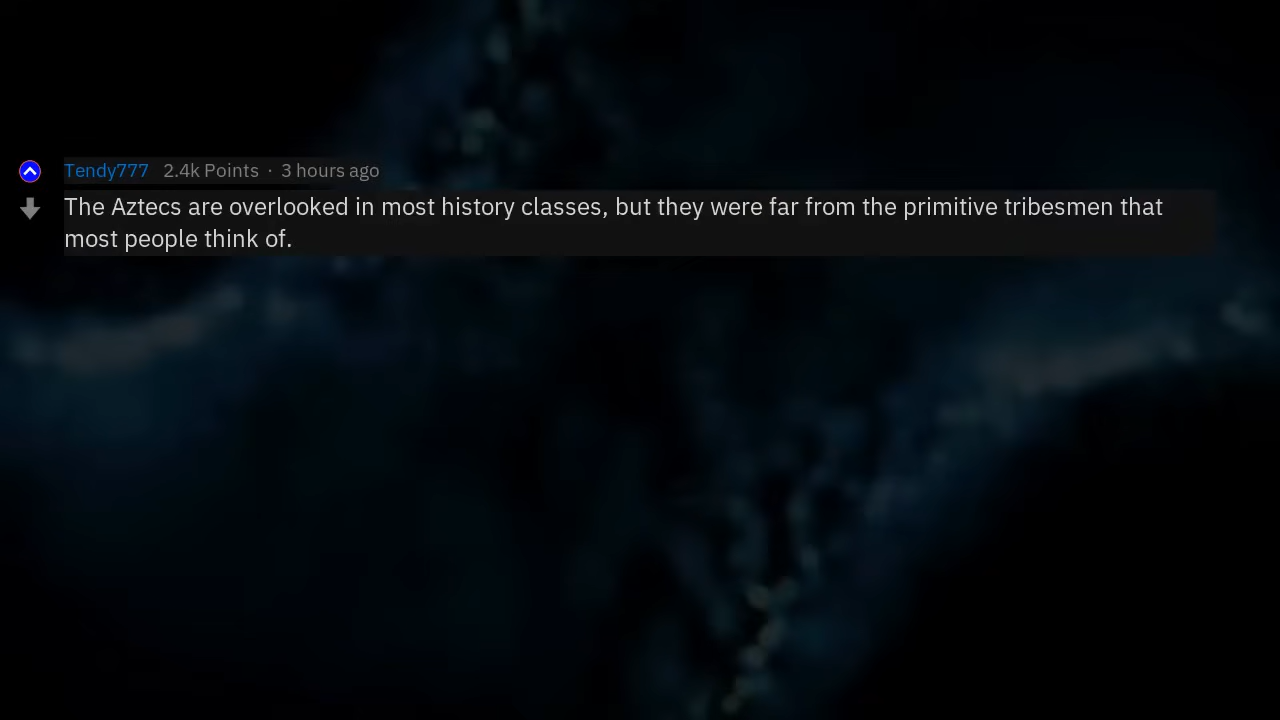 Tendy777 2.4k Points · 3 hours ago
The Aztecs are overlooked in most history classes, but they were far from the primitive tribesmen that
most people think of.